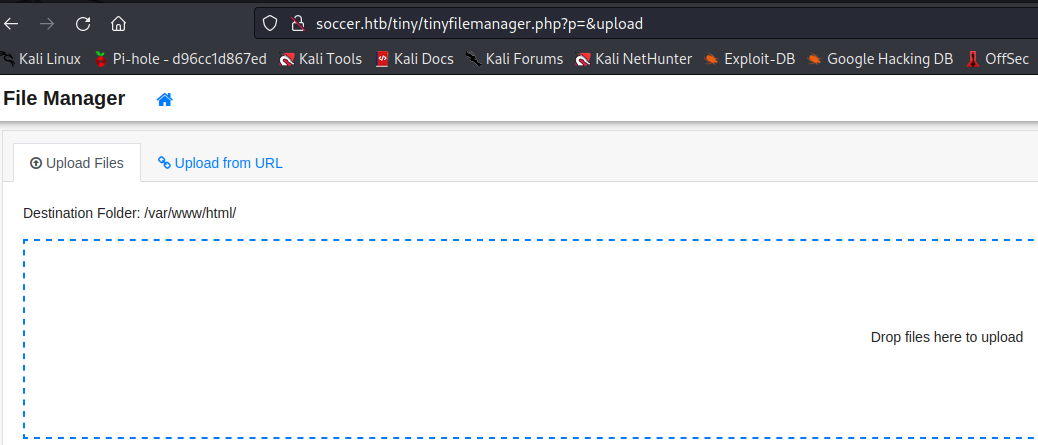 soccer.htb/tiny/tinyfilemanager.php?p=&upload
Kali Linux Pi-hole - d96cc1d867ed Kali Tools Kali Docs Kali Forums Kali NetHunter Exploit-DB Google Hacking DB OffSec
File Manager
Upload Files Upload from URL
Destination Folder: /var/www/html/
Drop files here to upload